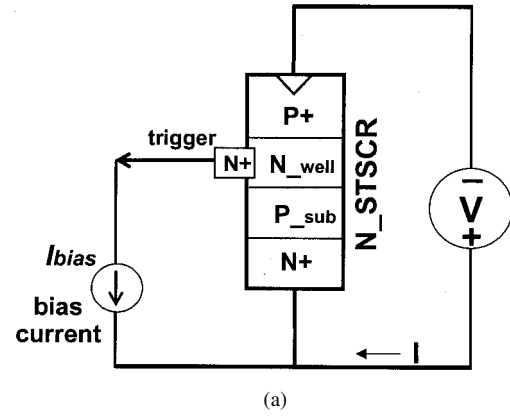 P+
trigger
N+
N_well
P_sub
N+
N_STSCR
−
V
+
Ibias
bias
current
I
(a)